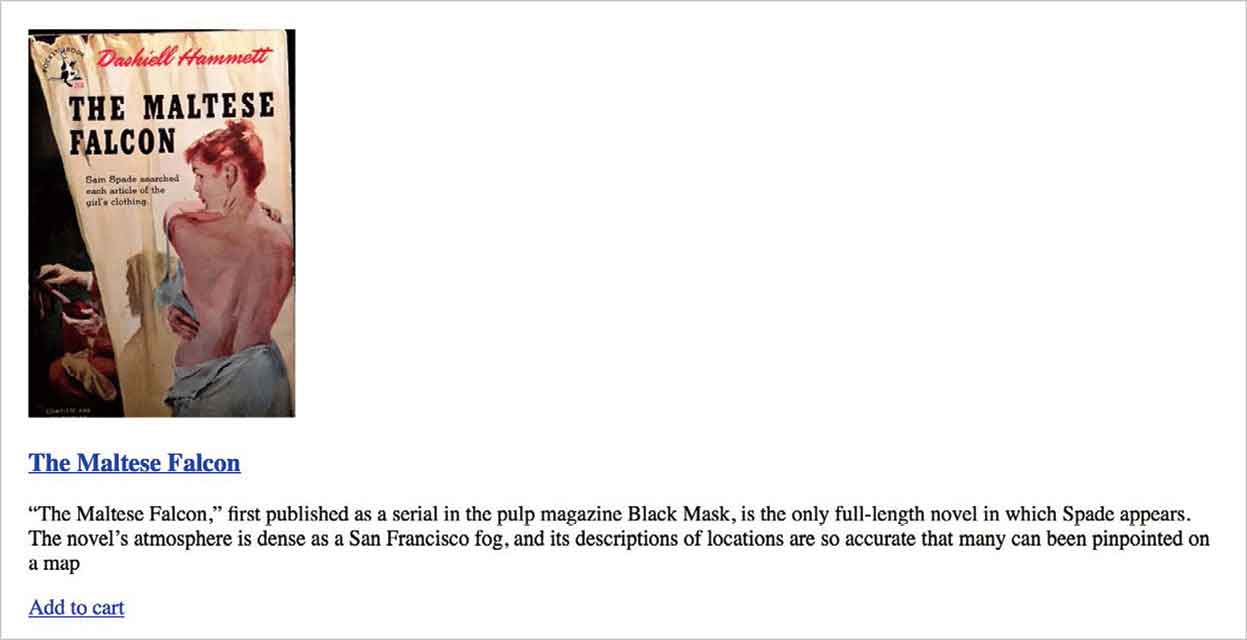 POCKET BOOK
Dashiell Hammett
THE MALTESE
FALCON
Sam Spade searched
each article of the
girl's clothing.
COMPLETE AND
The Maltese Falcon
“The Maltese Falcon,” first published as a serial in the pulp magazine Black Mask, is the only full-length novel in which Spade appears.
The novel’s atmosphere is dense as a San Francisco fog, and its descriptions of locations are so accurate that many can been pinpointed on
a map
Add to cart